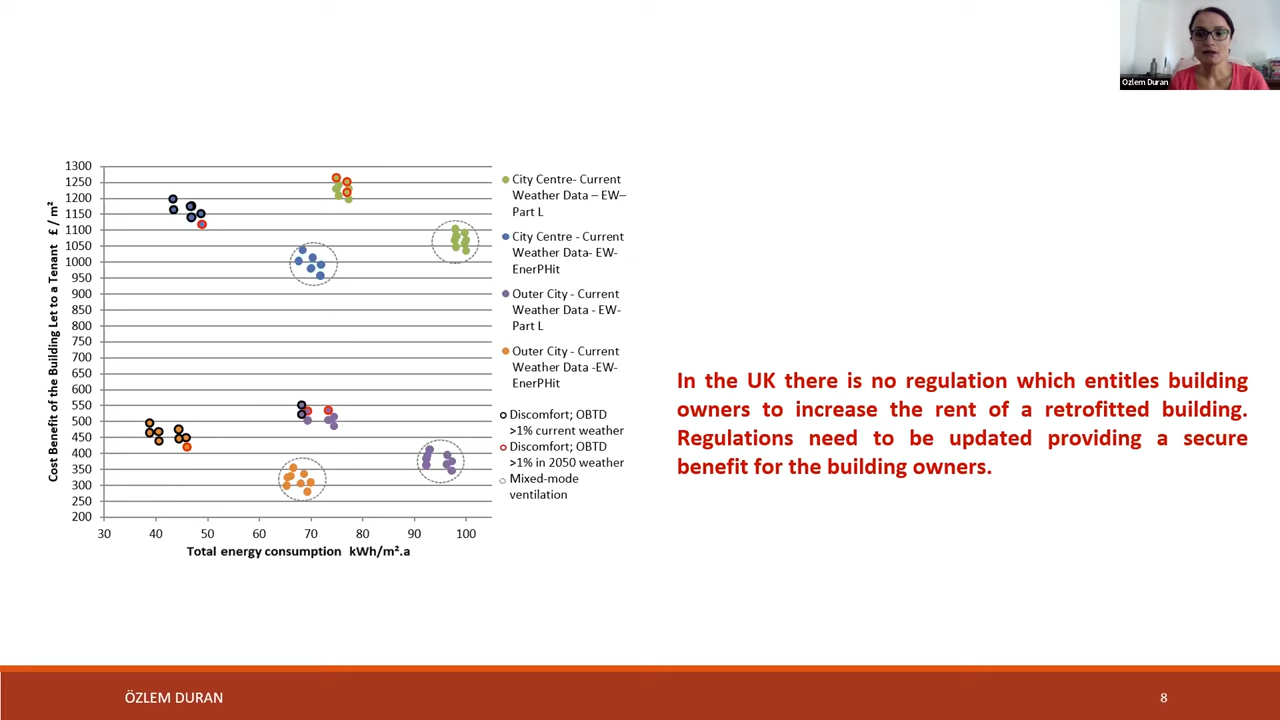 Ozlem Duran
1300
1250
1200
1150
1100
1050
1000
950
900
850
800
750
700
650
600
550
500
450
400
350
300
250
200
Cost Benefit of the Building Let to a Tenant £ / m²
30 40 50 60 70 80 90 100
Total energy consumption kWh/m².a
City Centre- Current
Weather Data – EW–
Part L
City Centre - Current
Weather Data- EW-
EnerPHit
Outer City - Current
Weather Data - EW-
Part L
Outer City - Current
Weather Data -EW-
EnerPHit
Discomfort; OBTD
>1% current weather
Discomfort; OBTD
>1% in 2050 weather
Mixed-mode
ventilation
In the UK there is no regulation which entitles building
owners to increase the rent of a retrofitted building.
Regulations need to be updated providing a secure
benefit for the building owners.
ÖZLEM DURAN
8